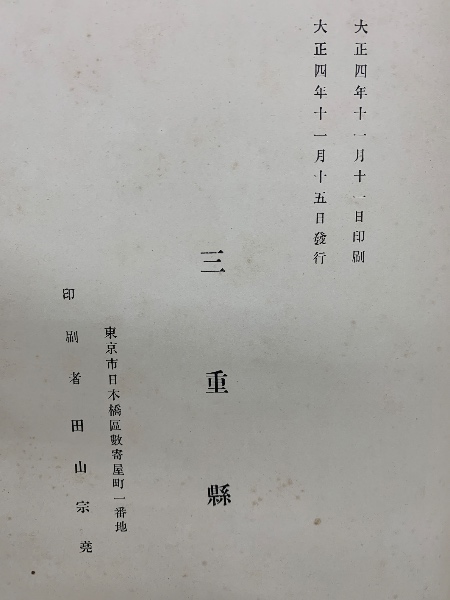 大正四年十一月十一日印刷
大正四年十一月十五日發行
三重縣
東京市日本橋區數寄屋町一番地
印刷者田山宗堯